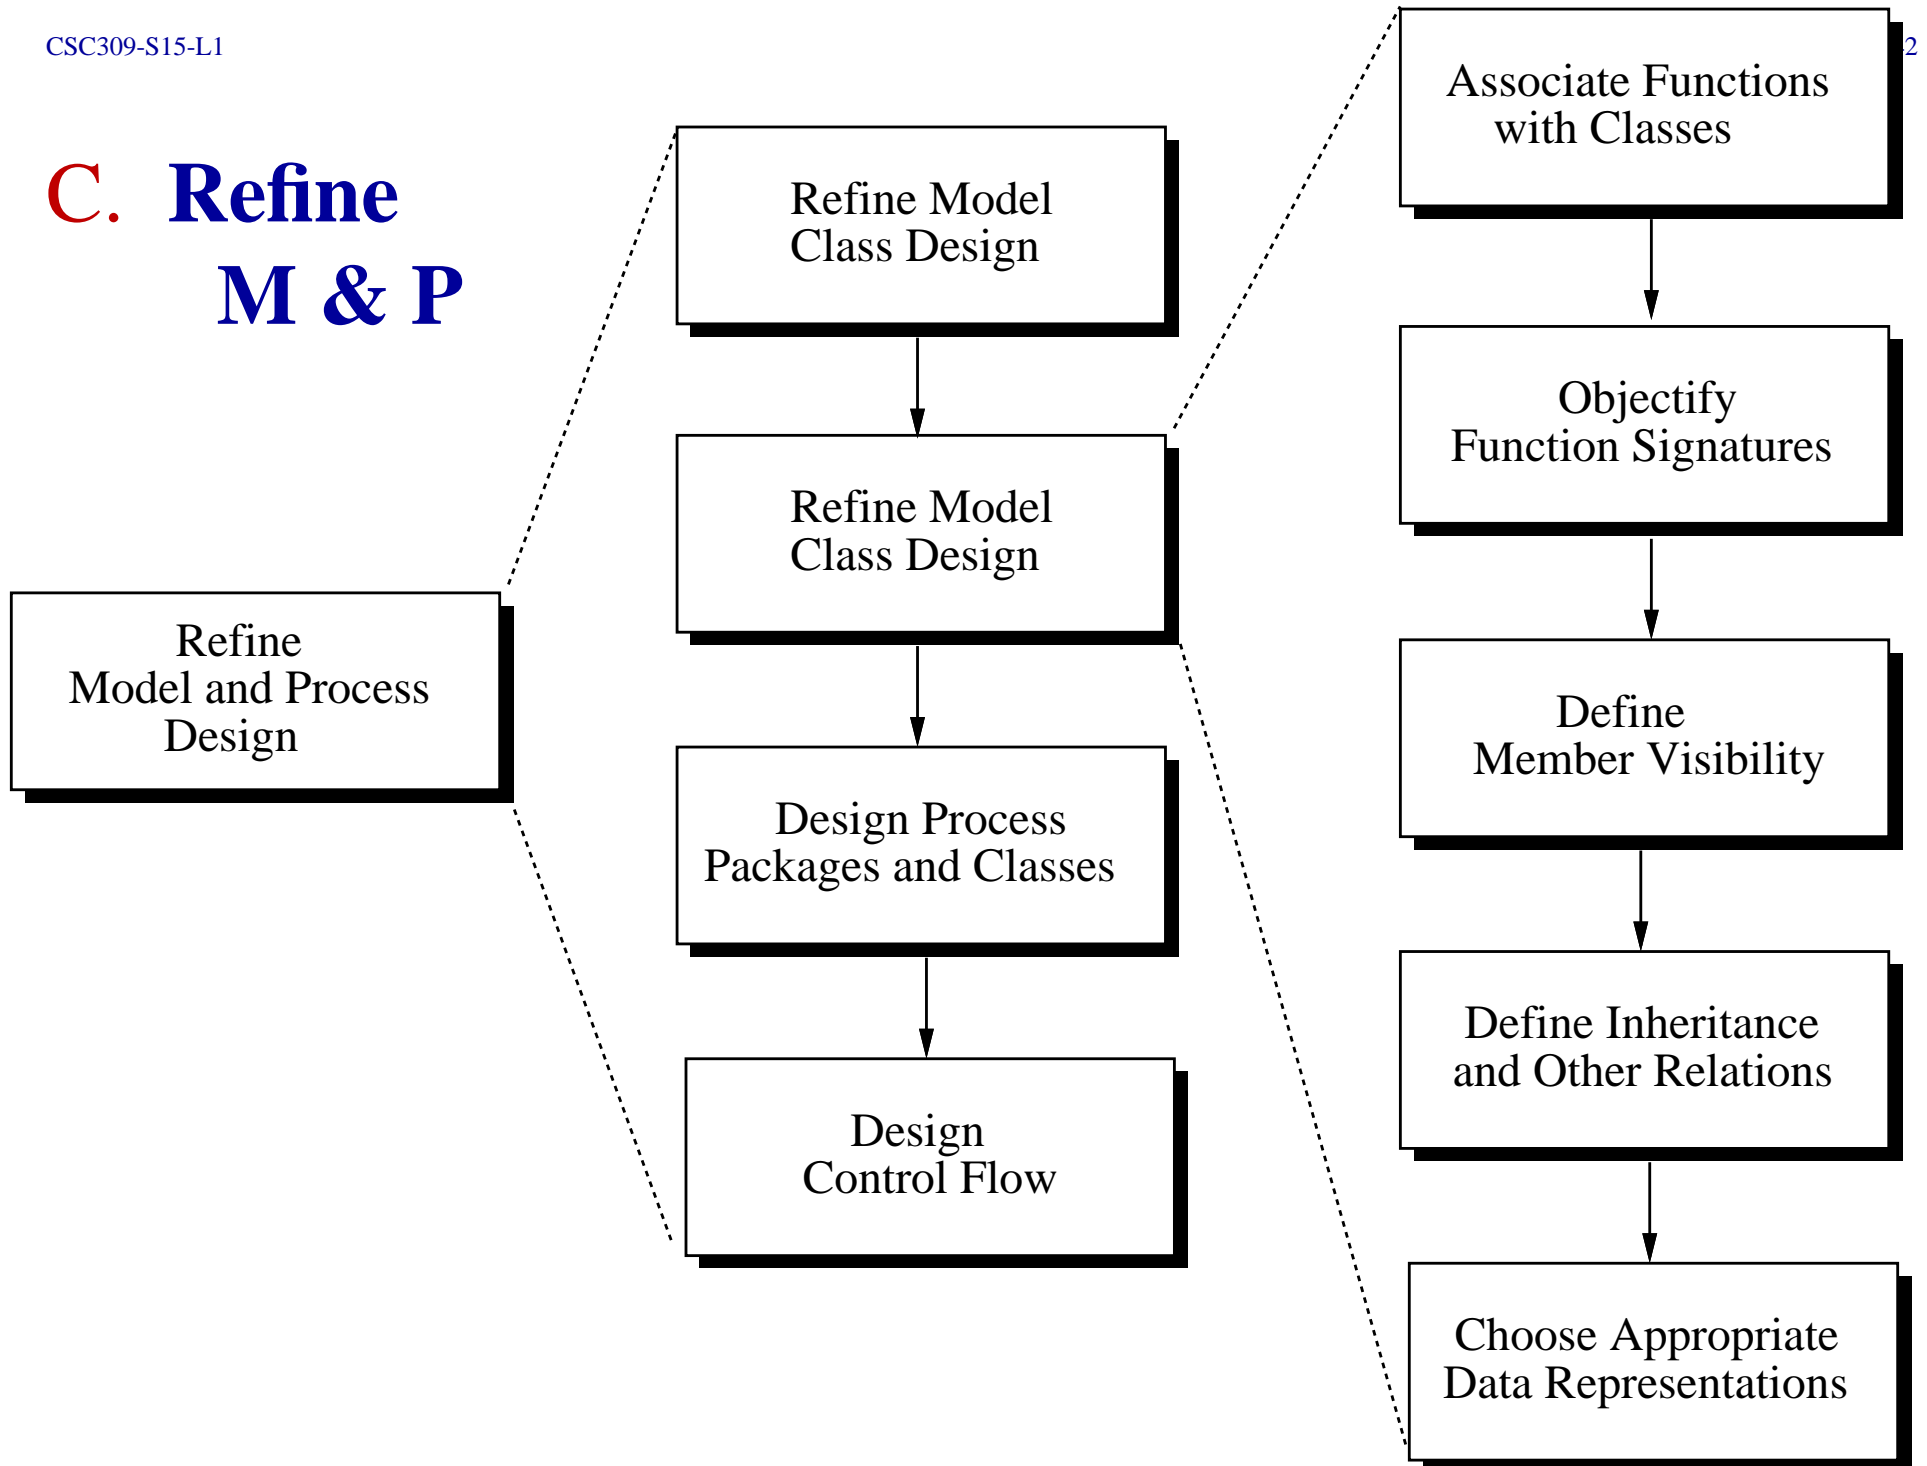 CSC309-S15-L1
2
C. Refine
M & P
Refine
Model and Process
Design
Refine Model
Class Design
Refine Model
Class Design
Design Process
Packages and Classes
Design
Control Flow
Associate Functions
with Classes
Objectify
Function Signatures
Define
Member Visibility
Define Inheritance
and Other Relations
Choose Appropriate
Data Representations